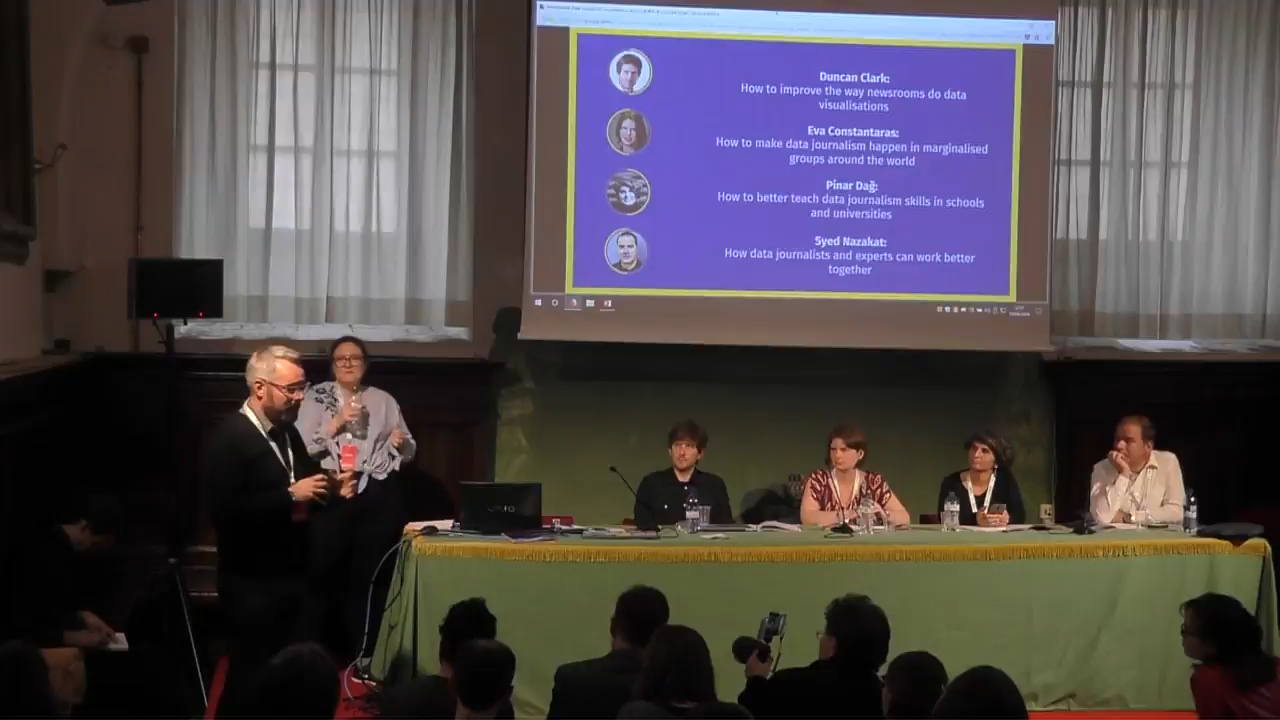 Duncan Clark:
How to improve the way newsrooms do data
visualisations
Eva Constantaras:
How to make data journalism happen in marginalised
groups around the world
Pinar Dağ:
How to better teach data journalism skills in schools
and universities
Syed Nazakat:
How data journalists and experts can work better
together
VAIO